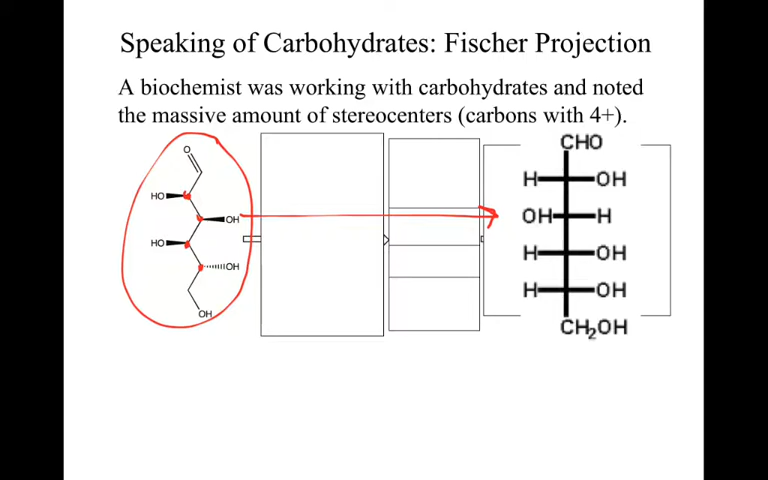 Speaking of Carbohydrates: Fischer Projection
A biochemist was working with carbohydrates and noted
the massive amount of stereocenters (carbons with 4+).
O
HO
OH
HO
OH
OH
CHO
H OH
OH H
H OH
H OH
CH₂OH